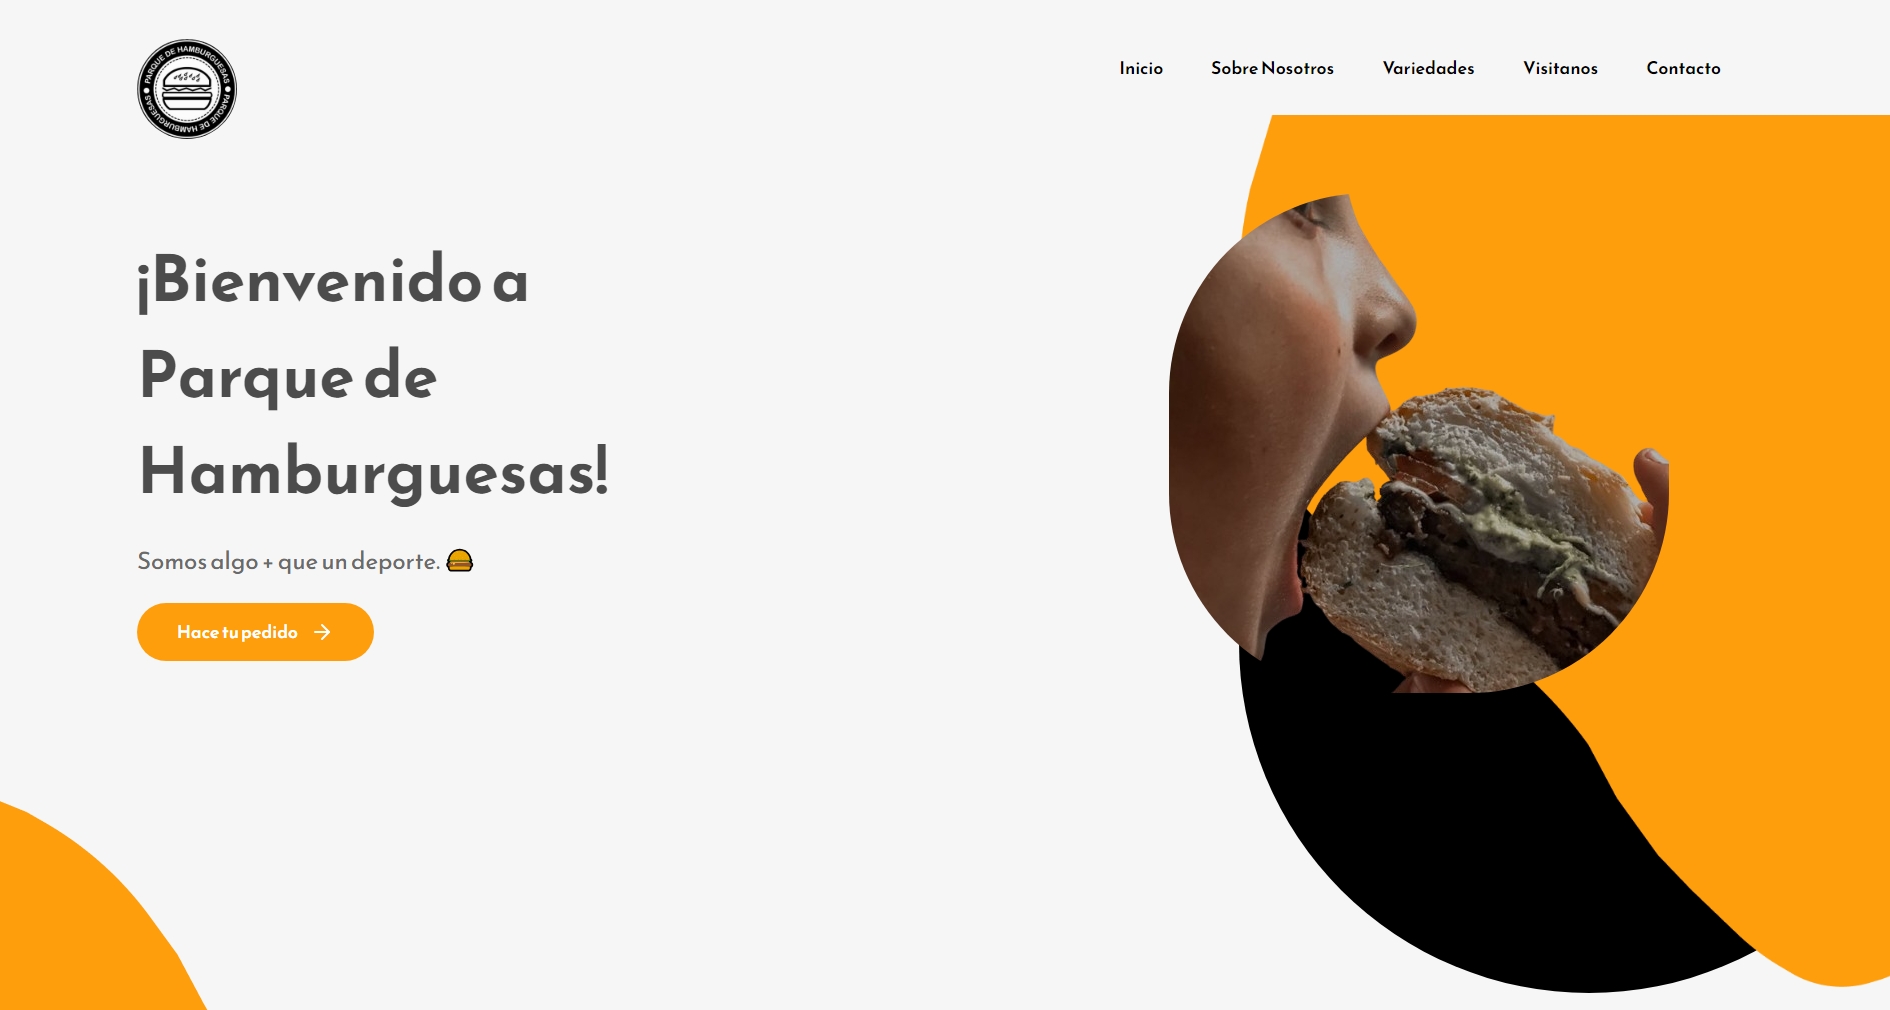 PARQUE DE HAMBURGUESAS • PARQUE DE HAMBURGUESAS •
Inicio Sobre Nosotros Variedades Visitanos Contacto
¡Bienvenido a
Parque de
Hamburguesas!
Somos algo + que un deporte. 🍔
Hace tu pedido →